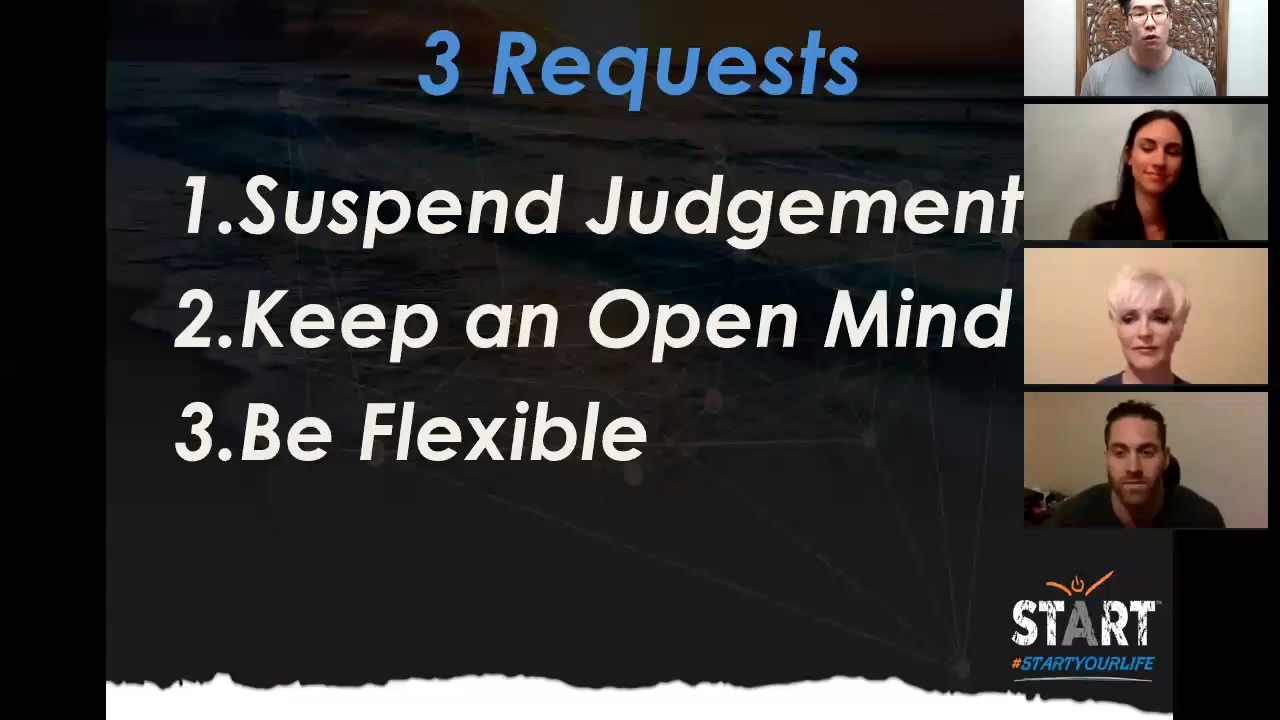 3 Requests
1.Suspend Judgement
2.Keep an Open Mind
3.Be Flexible
START
#STARTYOURLIFE